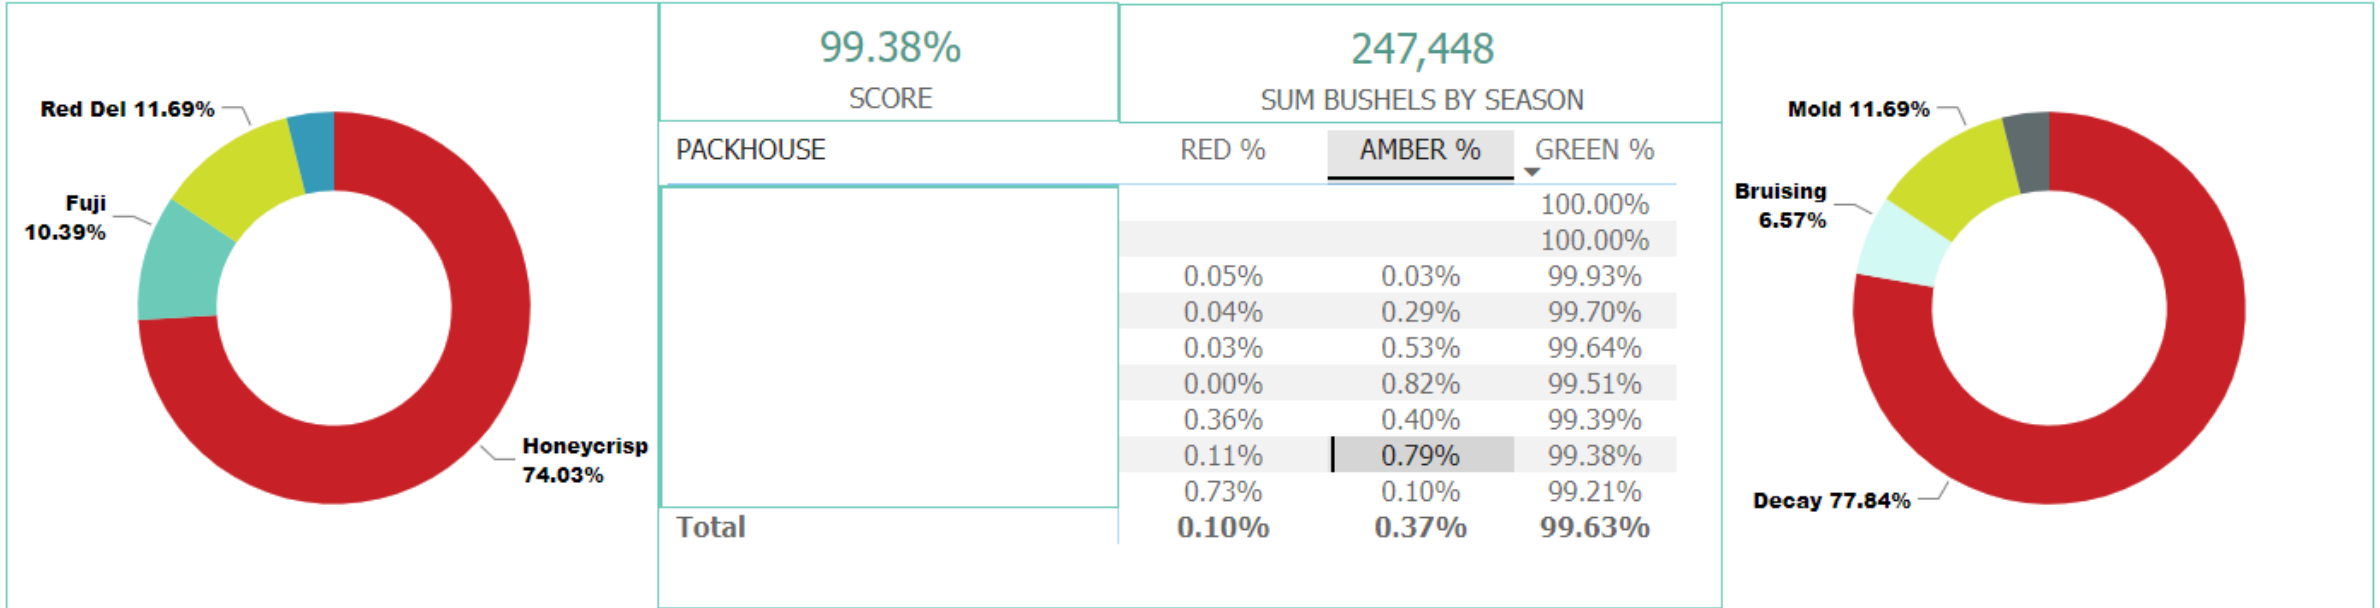 Red Del 11.69%
Fuji
10.39%
Honeycrisp
74.03%
99.38%
SCORE
247,448
SUM BUSHELS BY SEASON
PACKHOUSE RED % AMBER % GREEN %
100.00%
100.00%
0.05% 0.03% 99.93%
0.04% 0.29% 99.70%
0.03% 0.53% 99.64%
0.00% 0.82% 99.51%
0.36% 0.40% 99.39%
0.11% 0.79% 99.38%
0.73% 0.10% 99.21%
Total 0.10% 0.37% 99.63%
Mold 11.69%
Bruising
6.57%
Decay 77.84%